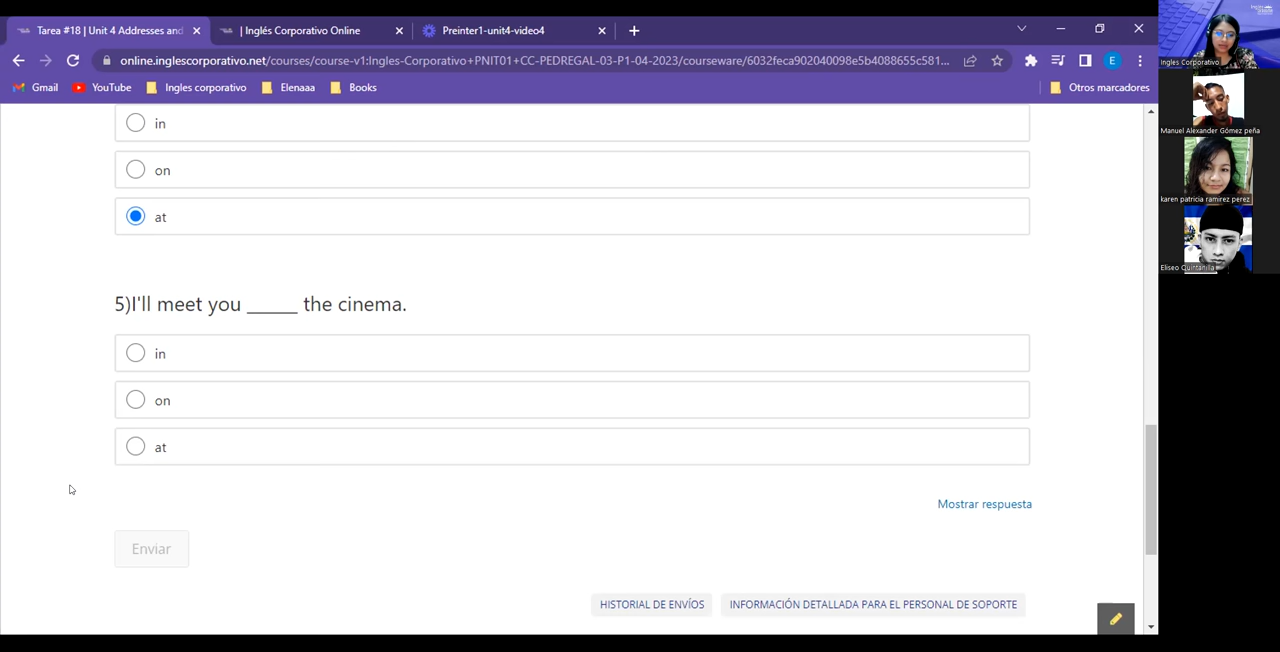 Tarea #18 | Unit 4 Addresses and
| Inglés Corporativo Online
Preinter1-unit4-video4
online.inglescorporativo.net/courses/course-v1:Ingles-Corporativo+PNIT01+CC-PEDREGAL-03-P1-04-2023/courseware/6032feca902040098e5b4088655c581...
E
Gmail
YouTube
Ingles corporativo
Elenaaa
Books
Otros marcadores
in
on
at
5)I'll meet you _____ the cinema.
in
on
at
Mostrar respuesta
Enviar
HISTORIAL DE ENVÍOS
INFORMACIÓN DETALLADA PARA EL PERSONAL DE SOPORTE
Ingles Corporativo
Manuel Alexander Gómez peña
karen patricia ramirez perez
Eliseo Quintanilla